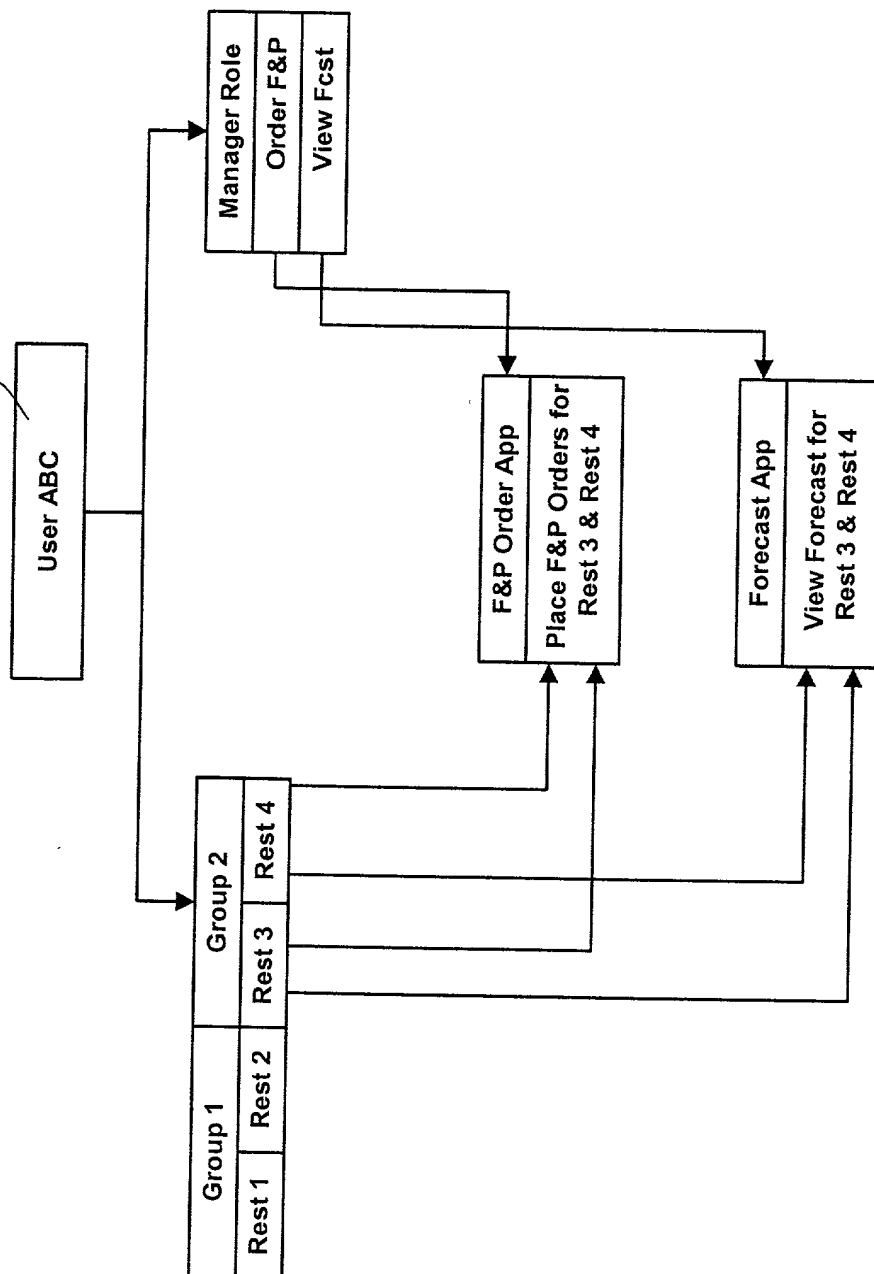 User ABC
Group 1
Group 2
Rest 1
Rest 2
Rest 3
Rest 4
Manager Role
Order F&P
View Fcst
F&P Order App
Place F&P Orders for
Rest 3 & Rest 4
Forecast App
View Forecast for
Rest 3 & Rest 4